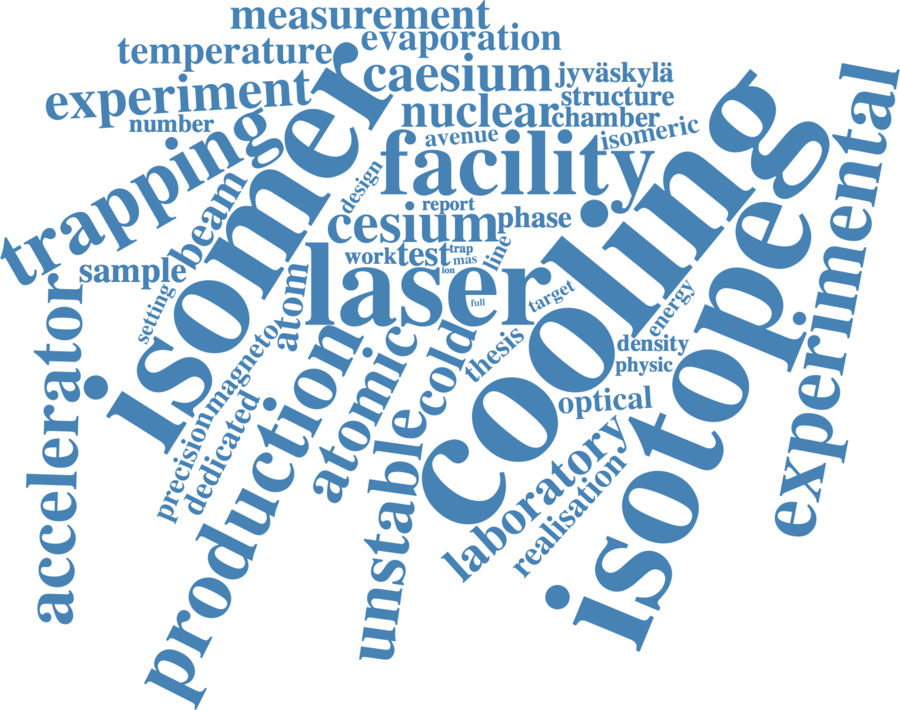 measurement
temperature
evaporation
experiment
caesium
jyväskylä
structure
number
nuclear
chamber
avenue
isomeric
trapping
isomer
facility
cooling
isotopes
experimental
beam
design
report
cesium
phase
work
test
trap
mas
ion
line
sample
setting
atom
laser
full
target
energy
accelerator
magneto
precision
dedicated
production
atomic
cold
thesis
density
physic
optical
unstable
laboratory
realisation